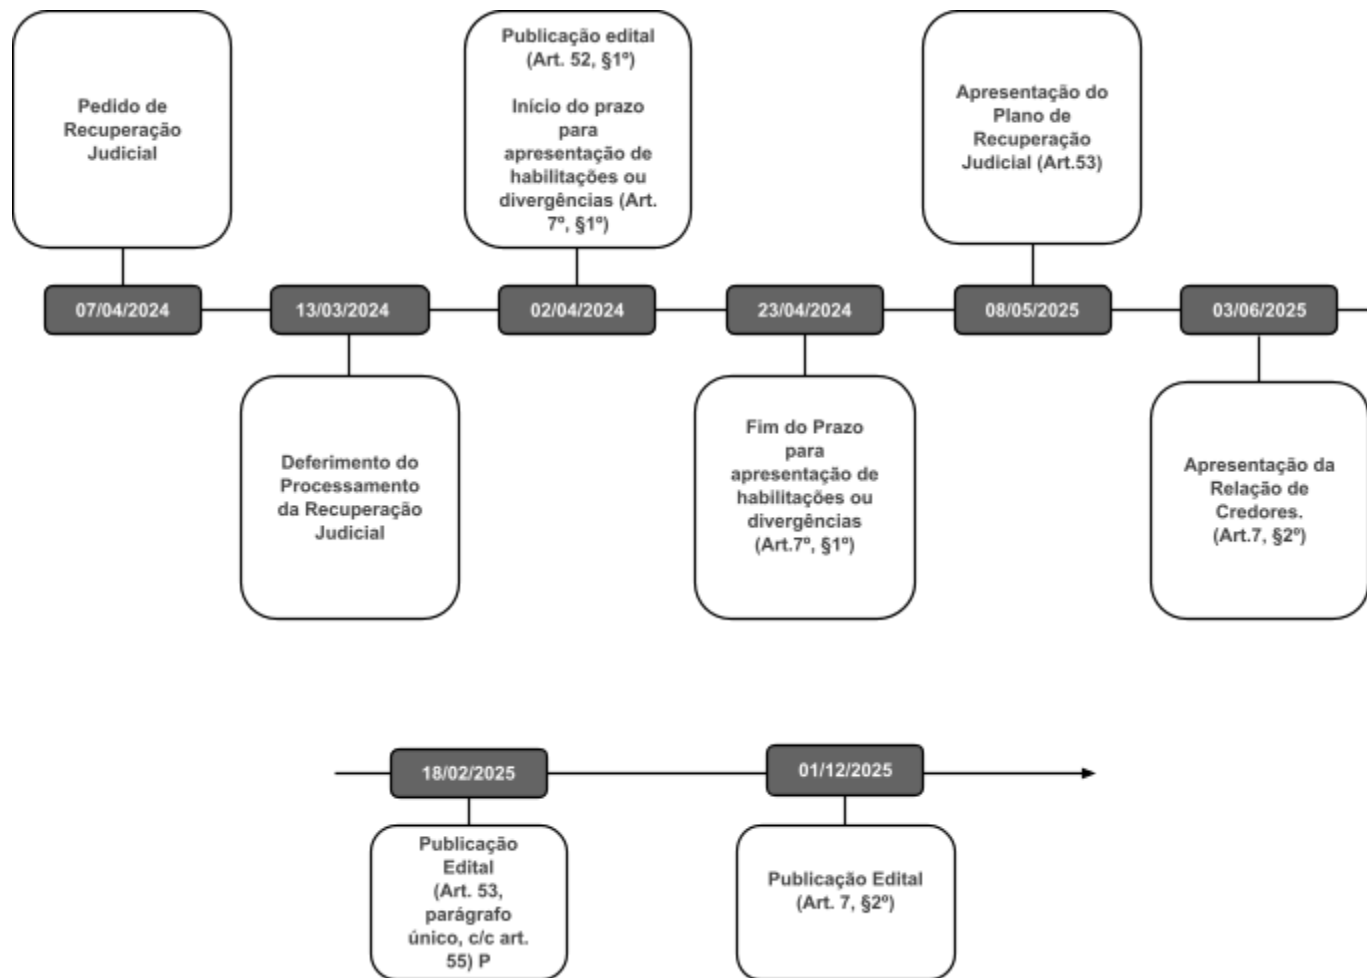 Pedido de
Recuperação
Judicial
Publicação edital
(Art. 52, §1º)
Início do prazo
para
apresentação de
habilitações ou
divergências (Art.
7º, §1º)
Apresentação do
Plano de
Recuperação
Judicial (Art.53)
07/04/2024
13/03/2024
02/04/2024
23/04/2024
08/05/2025
03/06/2025
Deferimento do
Processamento
da Recuperação
Judicial
Fim do Prazo
para
apresentação de
habilitações ou
divergências
(Art.7º, §1º)
Apresentação da
Relação de
Credores.
(Art.7, §2º)
18/02/2025
01/12/2025
Publicação
Edital
(Art. 53,
parágrafo
único, c/c art.
55) P
Publicação Edital
(Art. 7, §2º)